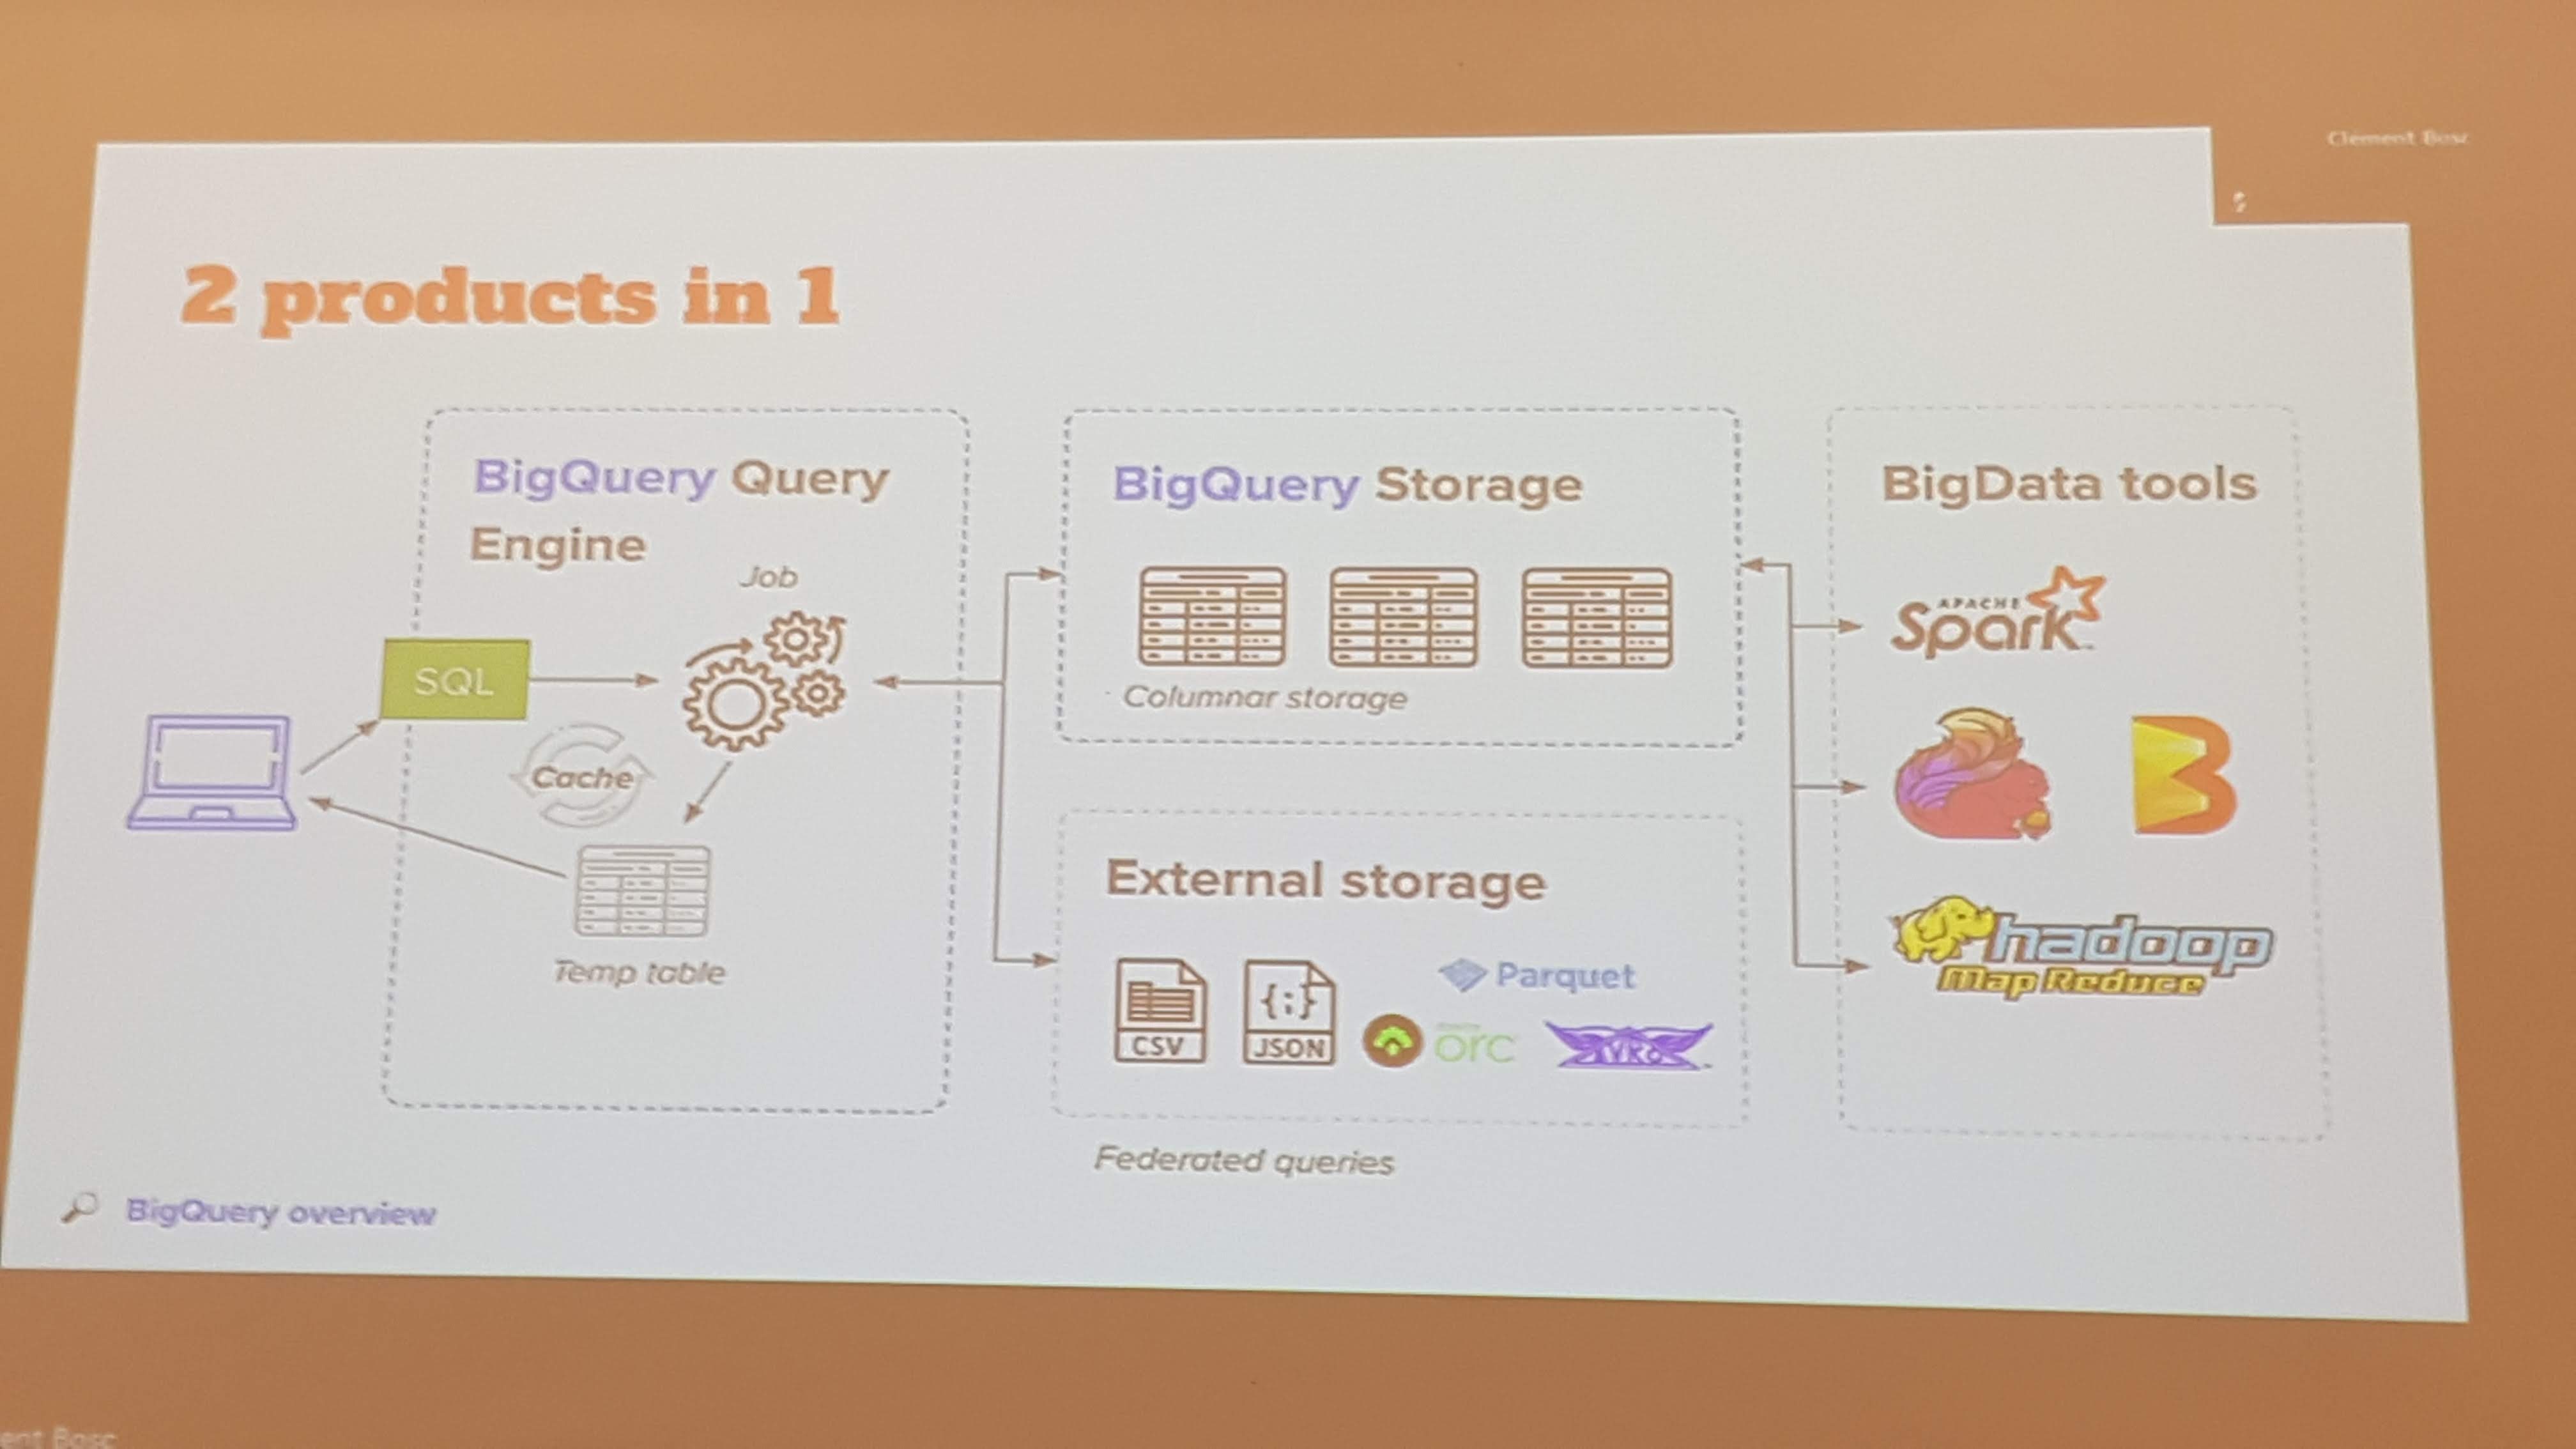 Clément Bosc
2 products in 1
BigQuery Query
Engine
Job
SQL
Cache
Temp table
BigQuery Storage
Columnar storage
External storage
CSV
JSON
Parquet
orc
AVRO
Federated queries
BigData tools
APACHE
Spark
hadoop
Map Reduce
BigQuery overview
ent Bosc